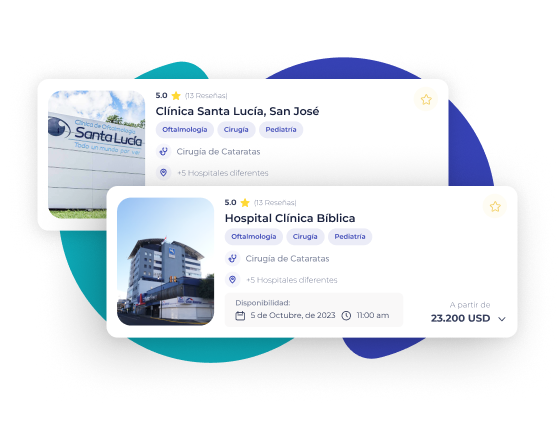 5.0 (13 Reseñas)
Clínica Santa Lucía, San José
Oftalmología Cirugía Pediatría
Cirugía de Cataratas
+5 Hospitales diferentes
Clínica de Oftalmología
Santa Lucía
Todo un mundo por ver
5.0 (13 Reseñas)
Hospital Clínica Bíblica
Oftalmología Cirugía Pediatría
Cirugía de Cataratas
+5 Hospitales diferentes
Disponibilidad:
5 de Octubre, de 2023 11:00 am
A partir de
23.200 USD